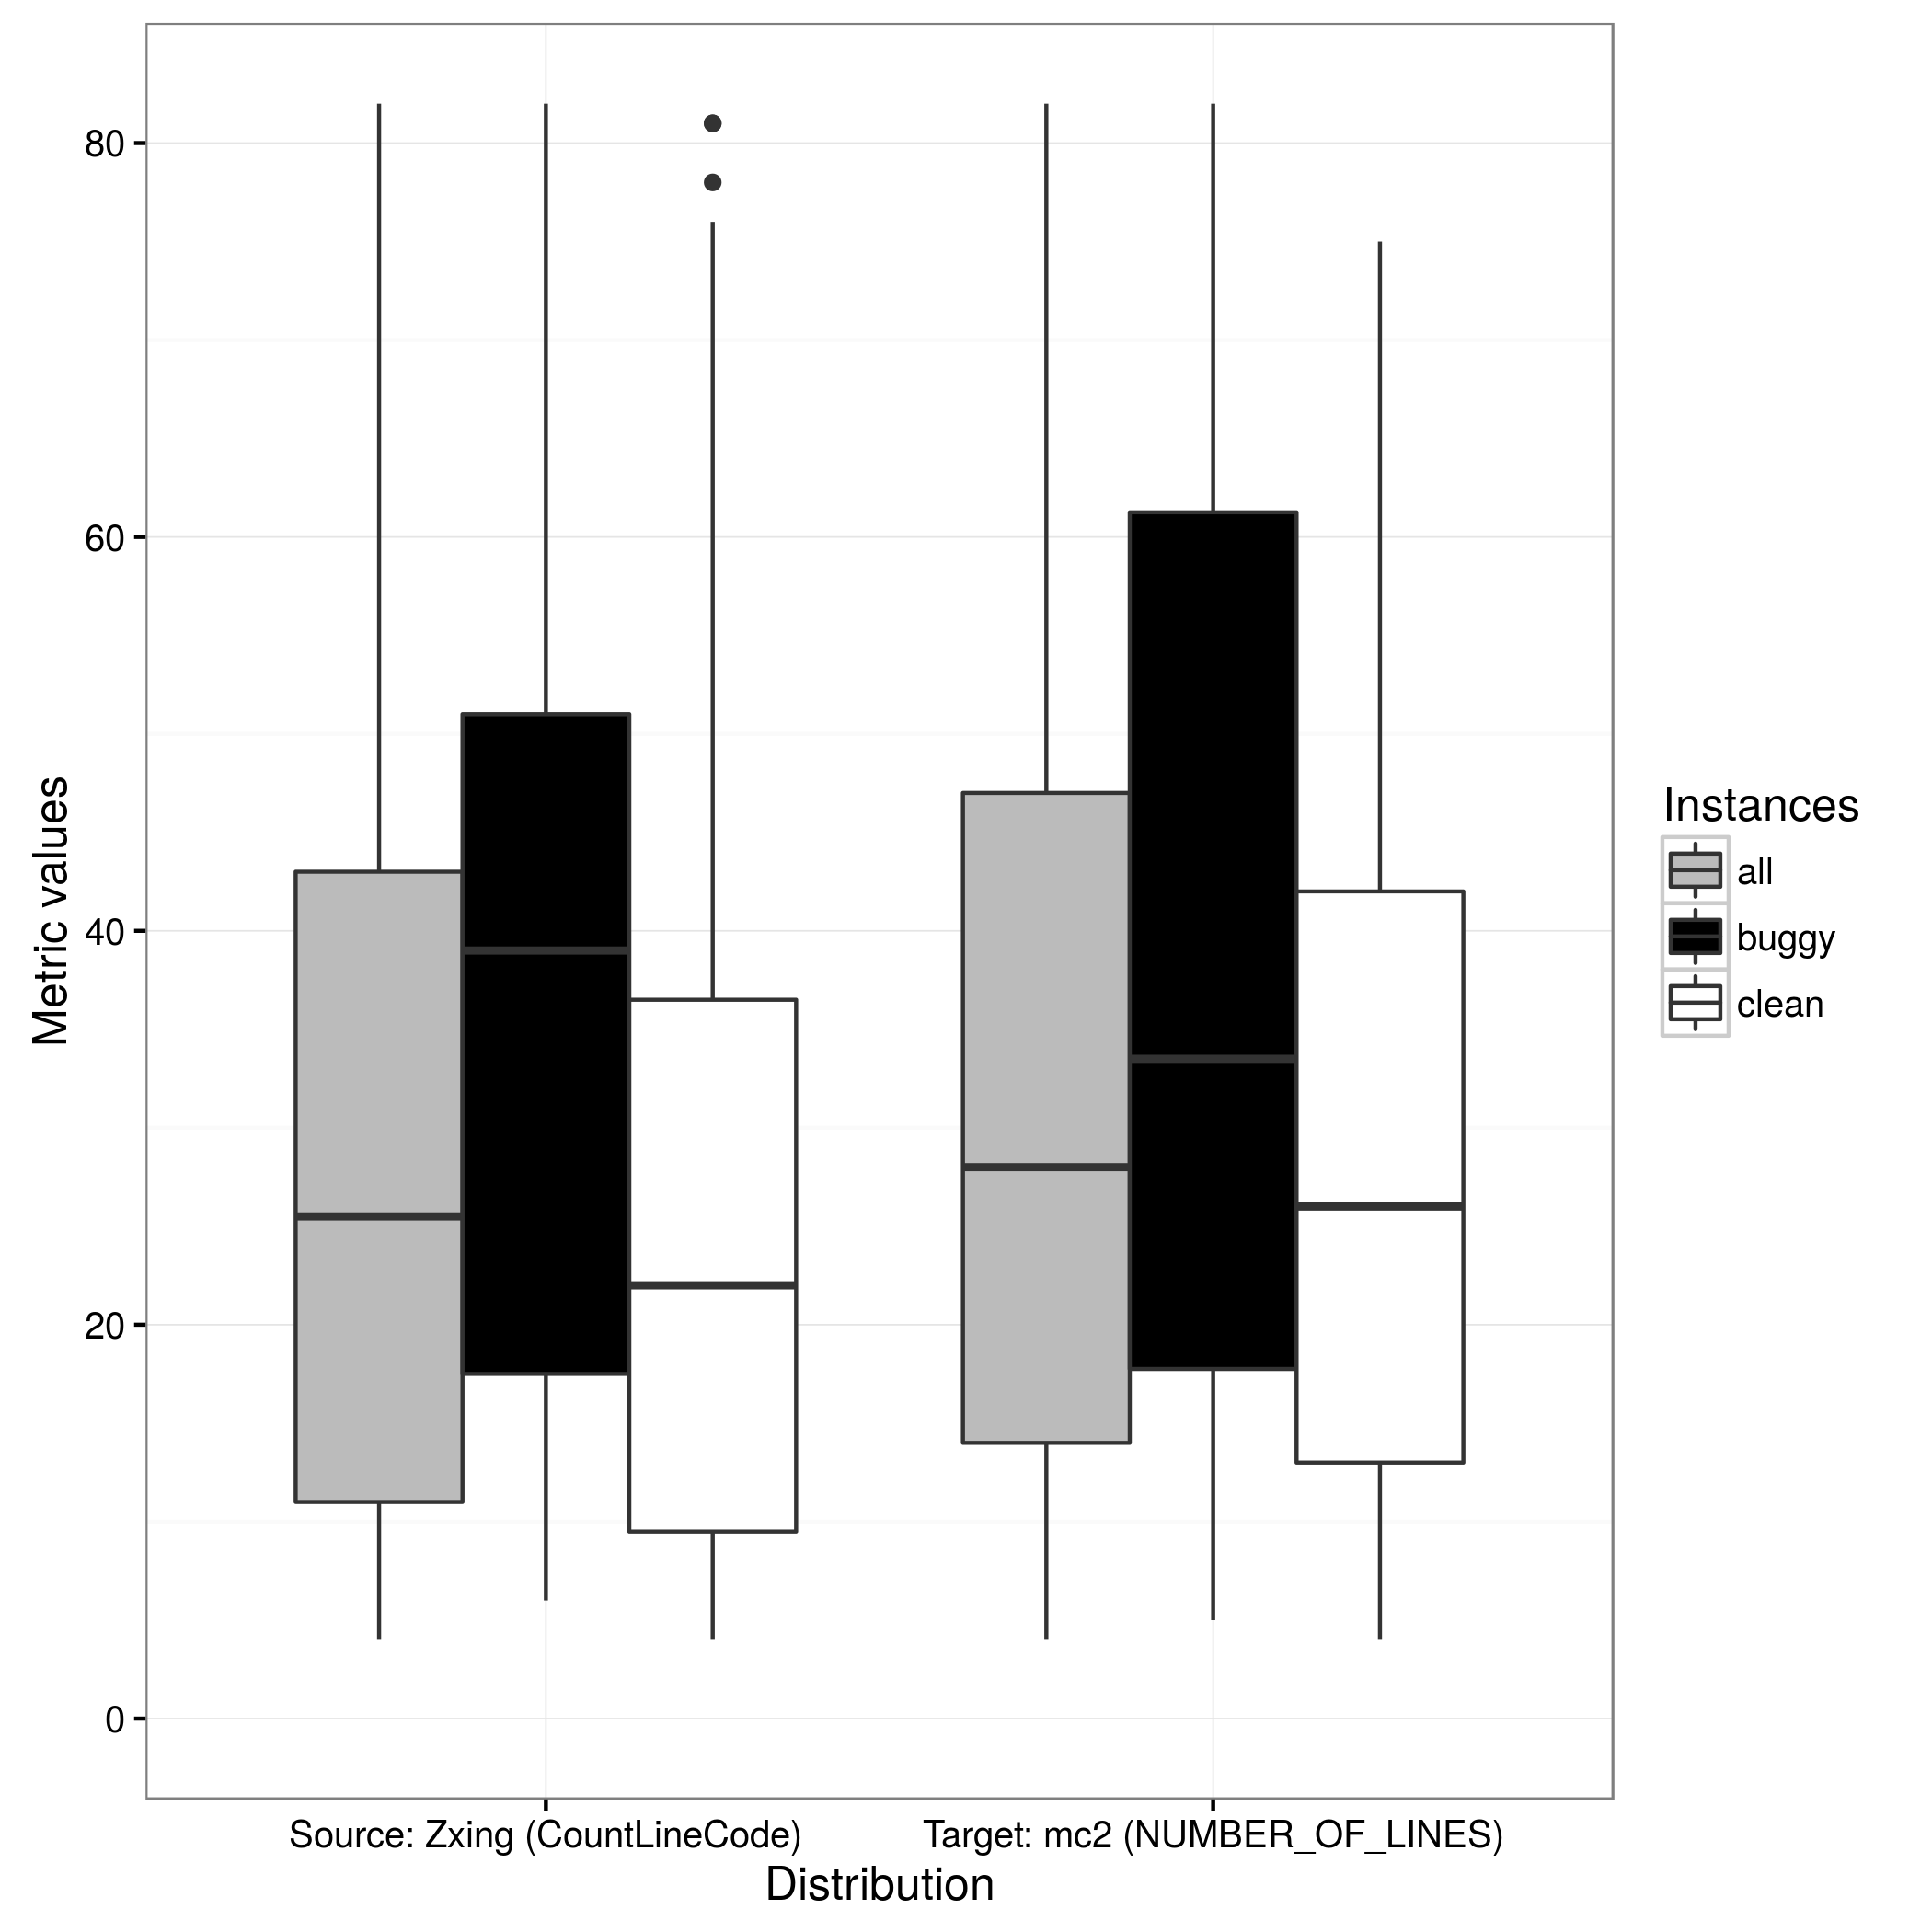 Metric values
80
60
40
20
0
Source: Zxing (CountLineCode)
Target: mc2 (NUMBER_OF_LINES)
Distribution
Instances
all
buggy
clean